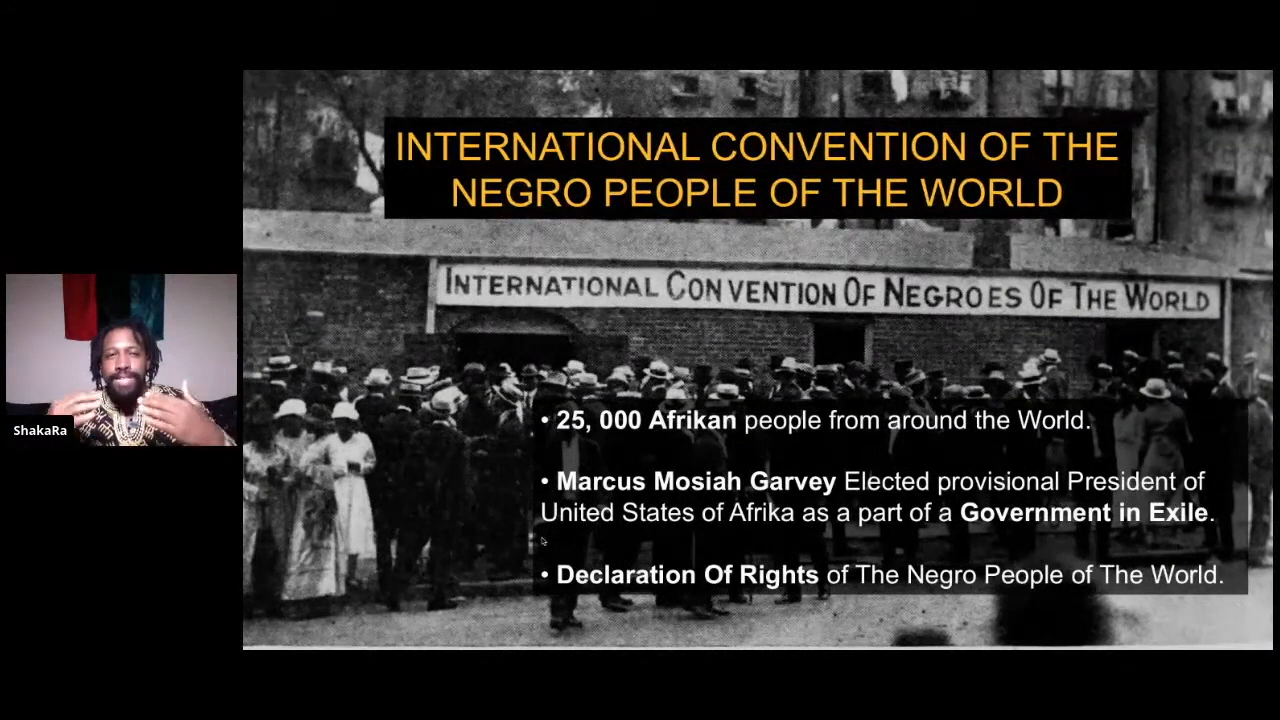 INTERNATIONAL CONVENTION OF THE
NEGRO PEOPLE OF THE WORLD
INTERNATIONAL CONVENTION OF NEGROES OF THE WORLD
• 25, 000 Afrikan people from around the World.
• Marcus Mosiah Garvey Elected provisional President of
United States of Afrika as a part of a Government in Exile.
• Declaration Of Rights of The Negro People of The World.
ShakaRa